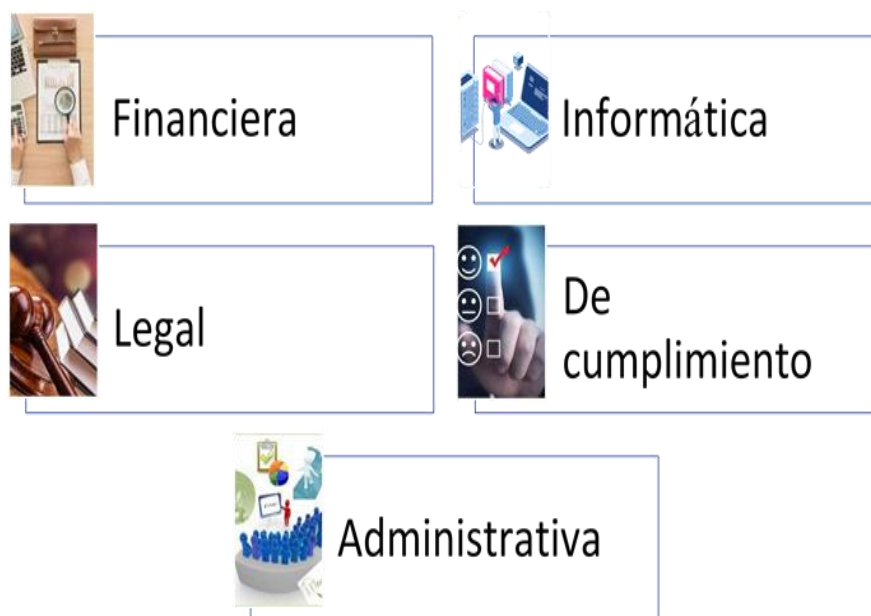 Financiera
Informática
Legal
De
cumplimiento
Administrativa